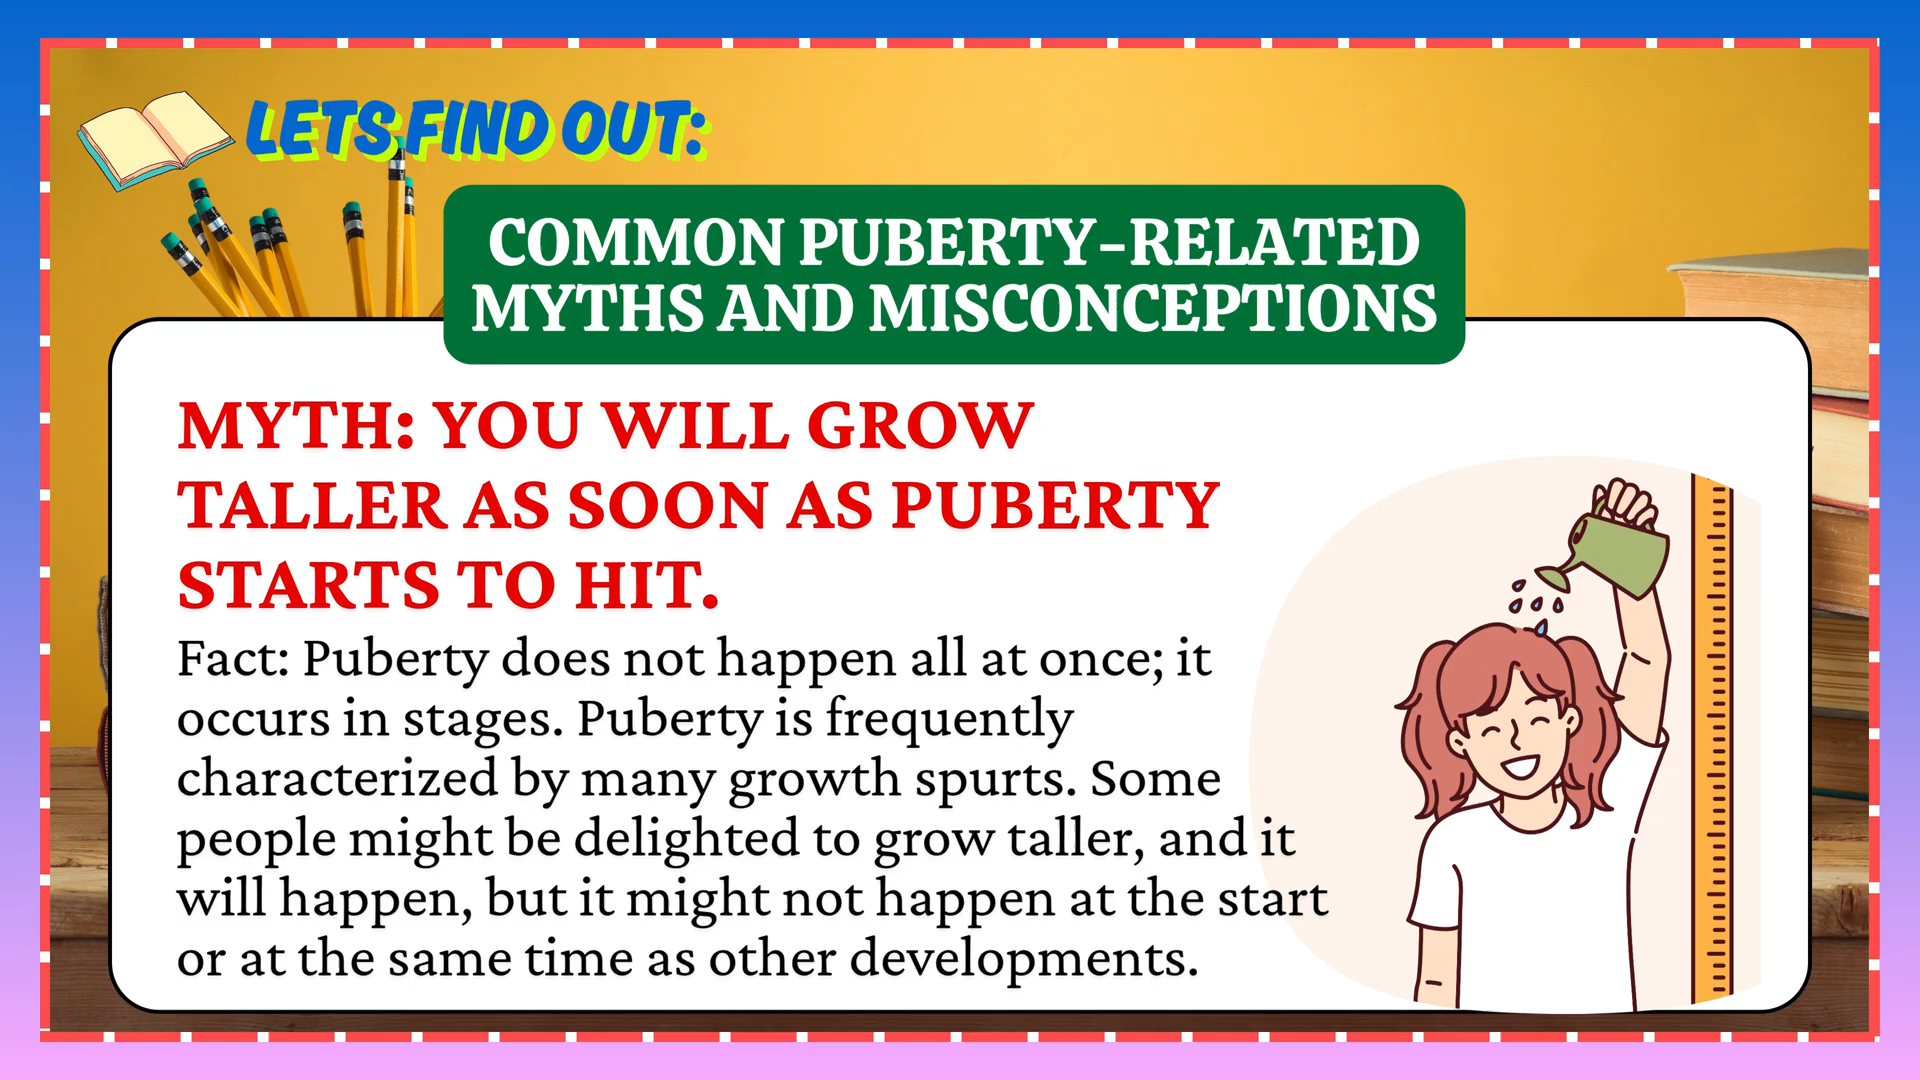 LETS FIND OUT:
COMMON PUBERTY-RELATED
MYTHS AND MISCONCEPTIONS
MYTH: YOU WILL GROW
TALLER AS SOON AS PUBERTY
STARTS TO HIT.
Fact: Puberty does not happen all at once; it
occurs in stages. Puberty is frequently
characterized by many growth spurts. Some
people might be delighted to grow taller, and it
will happen, but it might not happen at the start
or at the same time as other developments.